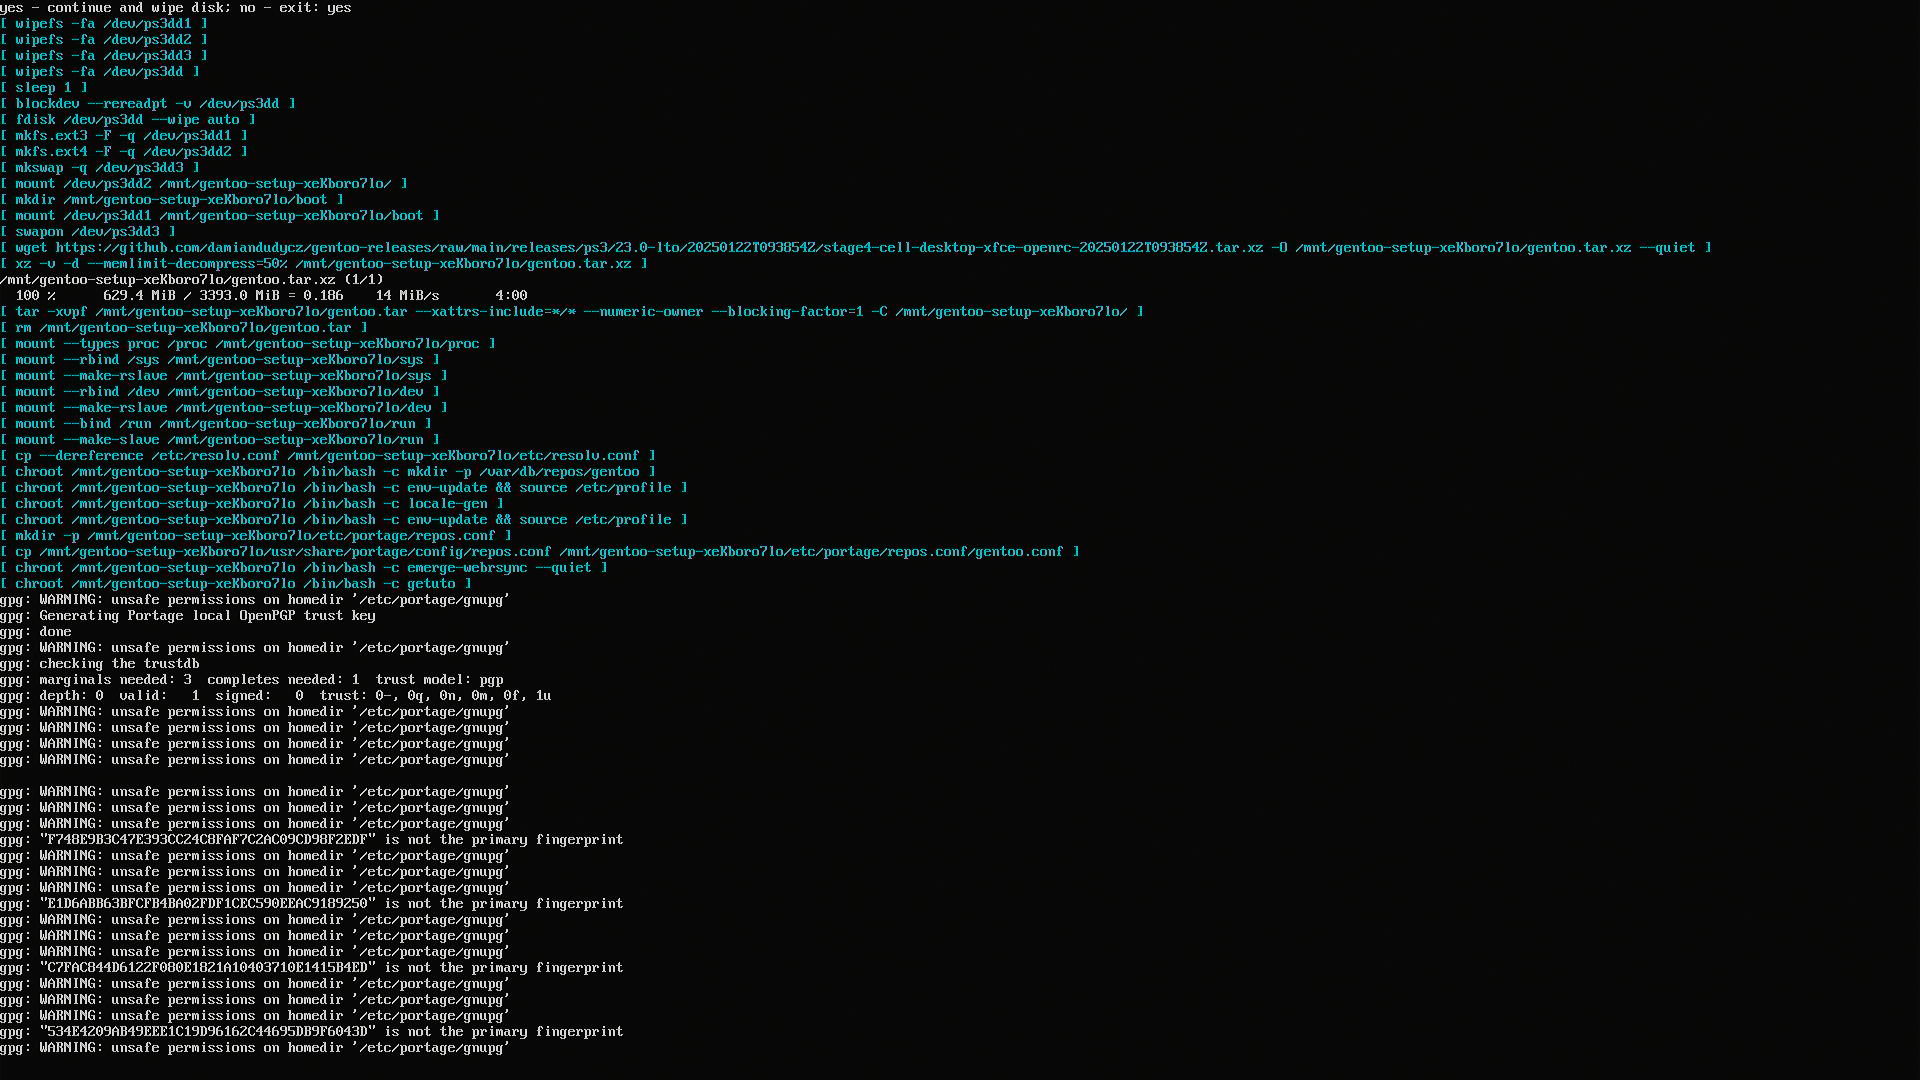 yes - continue and wipe disk; no - exit: yes
[ wipefs -fa /dev/ps3dd1 ]
[ wipefs -fa /dev/ps3dd2 ]
[ wipefs -fa /dev/ps3dd3 ]
[ wipefs -fa /dev/ps3dd ]
[ sleep 1 ]
[ blockdev --rereadpt -v /dev/ps3dd ]
[ fdisk /dev/ps3dd --wipe auto ]
[ mkfs.ext3 -F -q /dev/ps3dd1 ]
[ mkfs.ext4 -F -q /dev/ps3dd2 ]
[ mkswap -q /dev/ps3dd3 ]
[ mount /dev/ps3dd2 /mnt/gentoo-setup-xeKboro7lo/ ]
[ mkdir /mnt/gentoo-setup-xeKboro7lo/boot ]
[ mount /dev/ps3dd1 /mnt/gentoo-setup-xeKboro7lo/boot ]
[ swapon /dev/ps3dd3 ]
[ wget https://github.com/damiandudycz/gentoo-releases/raw/main/releases/ps3/23.0-lto/20250122T093854Z/stage4-cell-desktop-xfce-openrc-20250122T093854Z.tar.xz -O /mnt/gentoo-setup-xeKboro7lo/gentoo.tar.xz --quiet ]
[ xz -v -d --memlimit-decompress=50% /mnt/gentoo-setup-xeKboro7lo/gentoo.tar.xz ]
/mnt/gentoo-setup-xeKboro7lo/gentoo.tar.xz (1/1)
  100 %      629.4 MiB / 3393.0 MiB = 0.186    14 MiB/s       4:00
[ tar -xvpf /mnt/gentoo-setup-xeKboro7lo/gentoo.tar --xattrs-include=*/* --numeric-owner --blocking-factor=1 -C /mnt/gentoo-setup-xeKboro7lo/ ]
[ rm /mnt/gentoo-setup-xeKboro7lo/gentoo.tar ]
[ mount --types proc /proc /mnt/gentoo-setup-xeKboro7lo/proc ]
[ mount --rbind /sys /mnt/gentoo-setup-xeKboro7lo/sys ]
[ mount --make-rslave /mnt/gentoo-setup-xeKboro7lo/sys ]
[ mount --rbind /dev /mnt/gentoo-setup-xeKboro7lo/dev ]
[ mount --make-rslave /mnt/gentoo-setup-xeKboro7lo/dev ]
[ mount --bind /run /mnt/gentoo-setup-xeKboro7lo/run ]
[ mount --make-slave /mnt/gentoo-setup-xeKboro7lo/run ]
[ cp --dereference /etc/resolv.conf /mnt/gentoo-setup-xeKboro7lo/etc/resolv.conf ]
[ chroot /mnt/gentoo-setup-xeKboro7lo /bin/bash -c mkdir -p /var/db/repos/gentoo ]
[ chroot /mnt/gentoo-setup-xeKboro7lo /bin/bash -c env-update && source /etc/profile ]
[ chroot /mnt/gentoo-setup-xeKboro7lo /bin/bash -c locale-gen ]
[ chroot /mnt/gentoo-setup-xeKboro7lo /bin/bash -c env-update && source /etc/profile ]
[ mkdir -p /mnt/gentoo-setup-xeKboro7lo/etc/portage/repos.conf ]
[ cp /mnt/gentoo-setup-xeKboro7lo/usr/share/portage/config/repos.conf /mnt/gentoo-setup-xeKboro7lo/etc/portage/repos.conf/gentoo.conf ]
[ chroot /mnt/gentoo-setup-xeKboro7lo /bin/bash -c emerge-webrsync --quiet ]
[ chroot /mnt/gentoo-setup-xeKboro7lo /bin/bash -c getuto ]
gpg: WARNING: unsafe permissions on homedir '/etc/portage/gnupg'
gpg: Generating Portage local OpenPGP trust key
gpg: done
gpg: WARNING: unsafe permissions on homedir '/etc/portage/gnupg'
gpg: checking the trustdb
gpg: marginals needed: 3  completes needed: 1  trust model: pgp
gpg: depth: 0  valid:   1  signed:   0  trust: 0-, 0q, 0n, 0m, 0f, 1u
gpg: WARNING: unsafe permissions on homedir '/etc/portage/gnupg'
gpg: WARNING: unsafe permissions on homedir '/etc/portage/gnupg'
gpg: WARNING: unsafe permissions on homedir '/etc/portage/gnupg'
gpg: WARNING: unsafe permissions on homedir '/etc/portage/gnupg'

gpg: WARNING: unsafe permissions on homedir '/etc/portage/gnupg'
gpg: WARNING: unsafe permissions on homedir '/etc/portage/gnupg'
gpg: WARNING: unsafe permissions on homedir '/etc/portage/gnupg'
gpg: "F748E9B3C47E393CC24C8FAF7C2AC09CD98F2EDF" is not the primary fingerprint
gpg: WARNING: unsafe permissions on homedir '/etc/portage/gnupg'
gpg: WARNING: unsafe permissions on homedir '/etc/portage/gnupg'
gpg: WARNING: unsafe permissions on homedir '/etc/portage/gnupg'
gpg: "E1D6ABB63BFCFB4BA02FDF1CEC590EEAC9189250" is not the primary fingerprint
gpg: WARNING: unsafe permissions on homedir '/etc/portage/gnupg'
gpg: WARNING: unsafe permissions on homedir '/etc/portage/gnupg'
gpg: WARNING: unsafe permissions on homedir '/etc/portage/gnupg'
gpg: "C7FAC844D6122F080E1821A10403710E1415B4ED" is not the primary fingerprint
gpg: WARNING: unsafe permissions on homedir '/etc/portage/gnupg'
gpg: WARNING: unsafe permissions on homedir '/etc/portage/gnupg'
gpg: WARNING: unsafe permissions on homedir '/etc/portage/gnupg'
gpg: "534E4209AB49EEE1C19D96162C44695DB9F6043D" is not the primary fingerprint
gpg: WARNING: unsafe permissions on homedir '/etc/portage/gnupg'